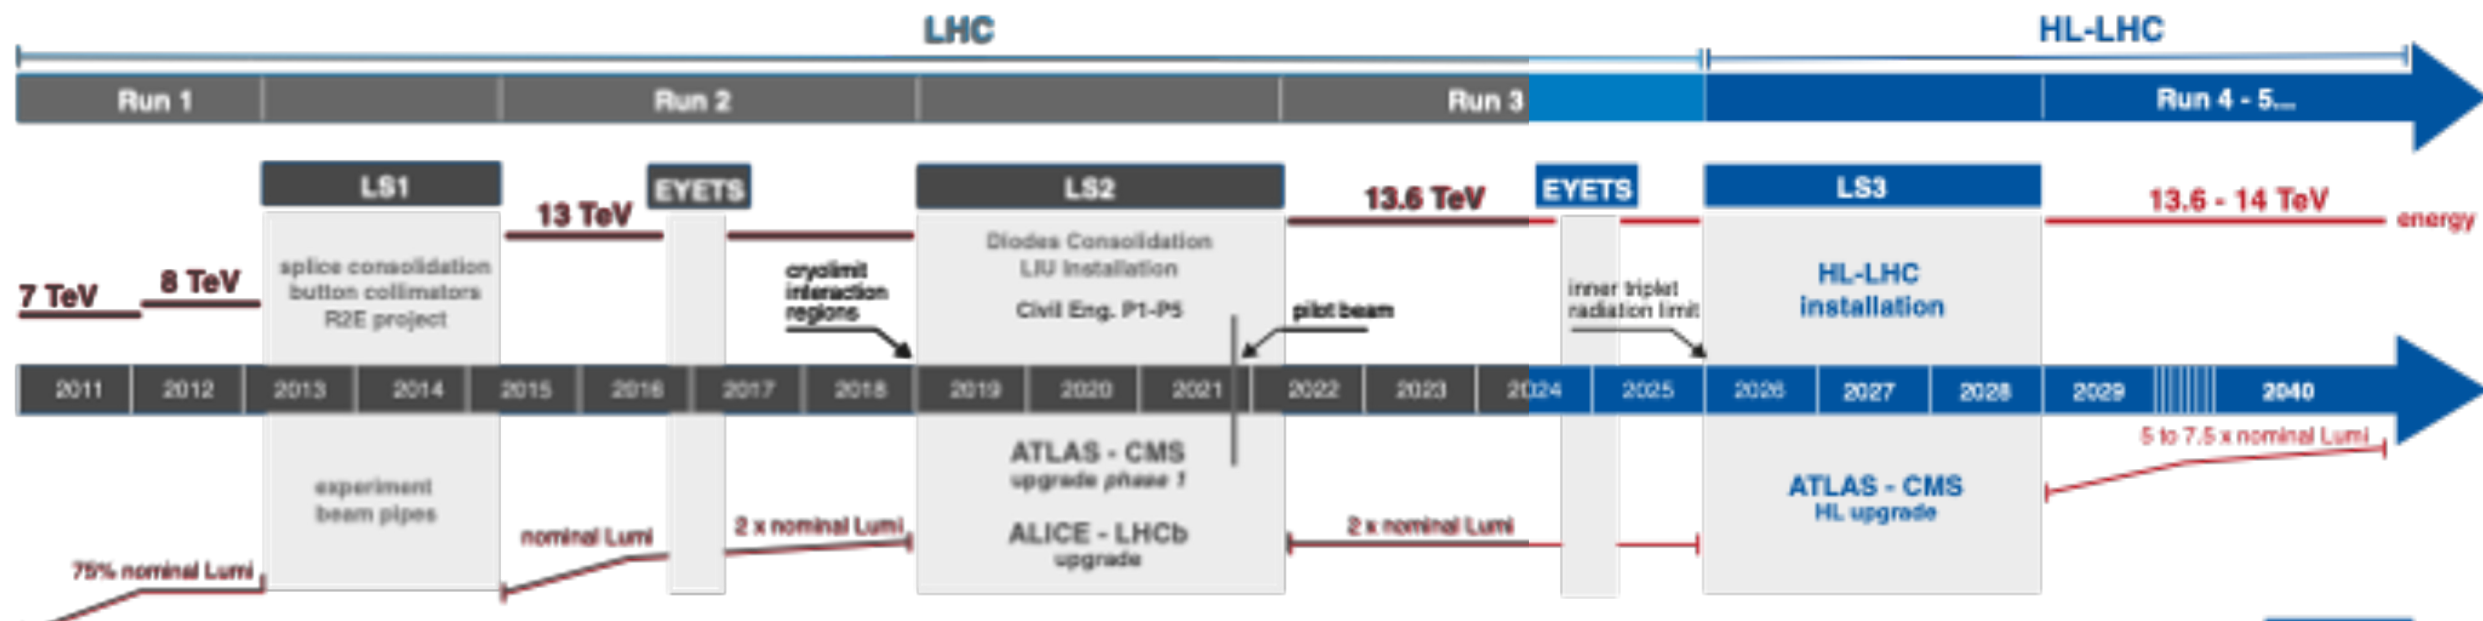 LHC
HL-LHC
Run 1
Run 2
Run 3
Run 4 - 5...
LS1
EYETS
LS2
EYETS
LS3
7 TeV
8 TeV
13 TeV
13.6 TeV
13.6 - 14 TeV
energy
splice consolidation
button collimators
R2E project
cryolimit
interaction
regions
Diodes Consolidation
LIU Installation
Civil Eng. P1-P5
pilot beam
inner triplet
radiation limit
HL-LHC
installation
2011
2012
2013
2014
2015
2016
2017
2018
2019
2020
2021
2022
2023
2024
2025
2026
2027
2028
2029
2040
experiment
beam pipes
ATLAS - CMS
upgrade phase 1
ALICE - LHCb
upgrade
ATLAS - CMS
HL upgrade
75% nominal Lumi
nominal Lumi
2 x nominal Lumi
2 x nominal Lumi
5 to 7.5 x nominal Lumi